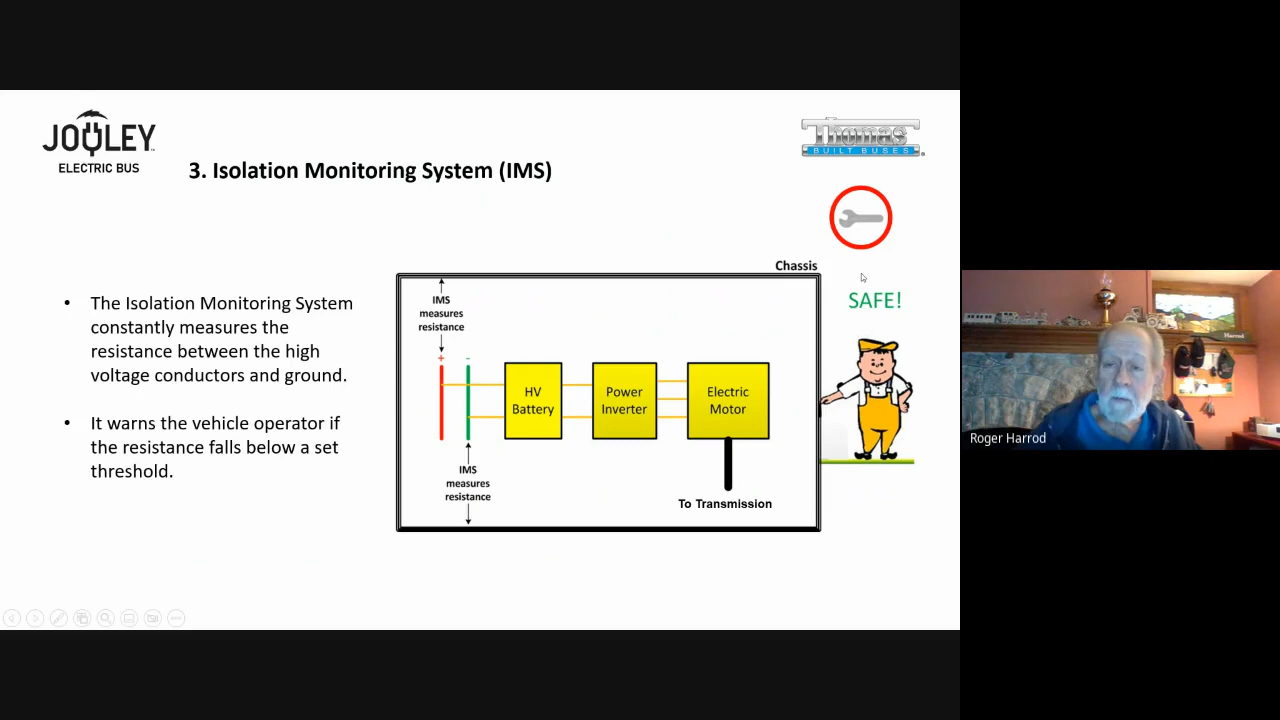 JOULEY
ELECTRIC BUS
Thomas
BUILT BUSES
3. Isolation Monitoring System (IMS)
• The Isolation Monitoring System
constantly measures the
resistance between the high
voltage conductors and ground.
• It warns the vehicle operator if
the resistance falls below a set
threshold.
Chassis
IMS
measures
resistance
+ -
HV
Battery
Power
Inverter
Electric
Motor
IMS
measures
resistance
To Transmission
SAFE!
Harrod
Roger Harrod